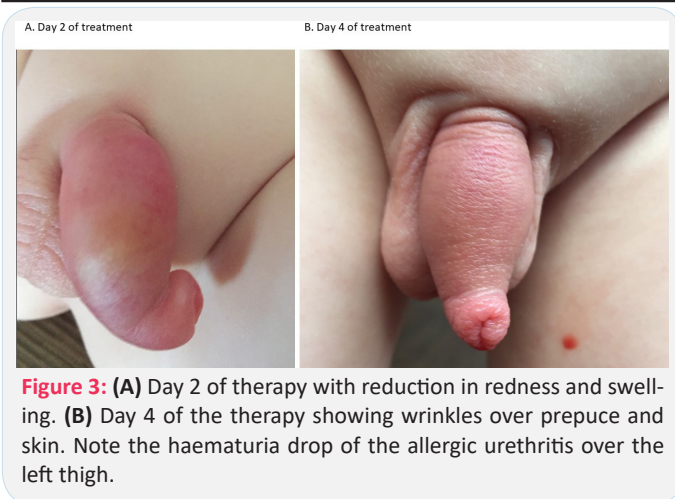 A. Day 2 of treatment
B. Day 4 of treatment
Figure 3: (A) Day 2 of therapy with reduction in redness and swell-
ing. (B) Day 4 of the therapy showing wrinkles over prepuce and
skin. Note the haematuria drop of the allergic urethritis over the
left thigh.